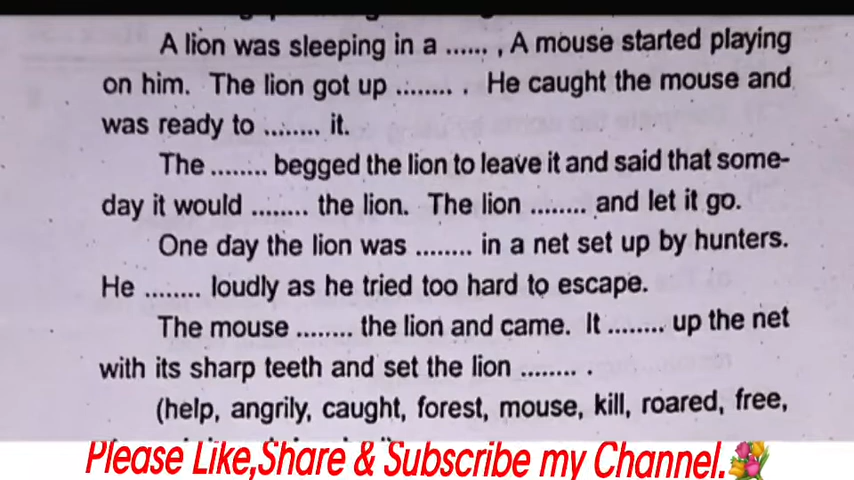 A lion was sleeping in a ...... , A mouse started playing
on him. The lion got up ........ . He caught the mouse and
was ready to ........ it.
The ........ begged the lion to leave it and said that some-
day it would ........ the lion. The lion ........ and let it go.
One day the lion was ........ in a net set up by hunters.
He ........ loudly as he tried too hard to escape.
The mouse ........ the lion and came. It ........ up the net
with its sharp teeth and set the lion ........ .
(help, angrily, caught, forest, mouse, kill, roared, free,
Please Like,Share & Subscribe my Channel.💐